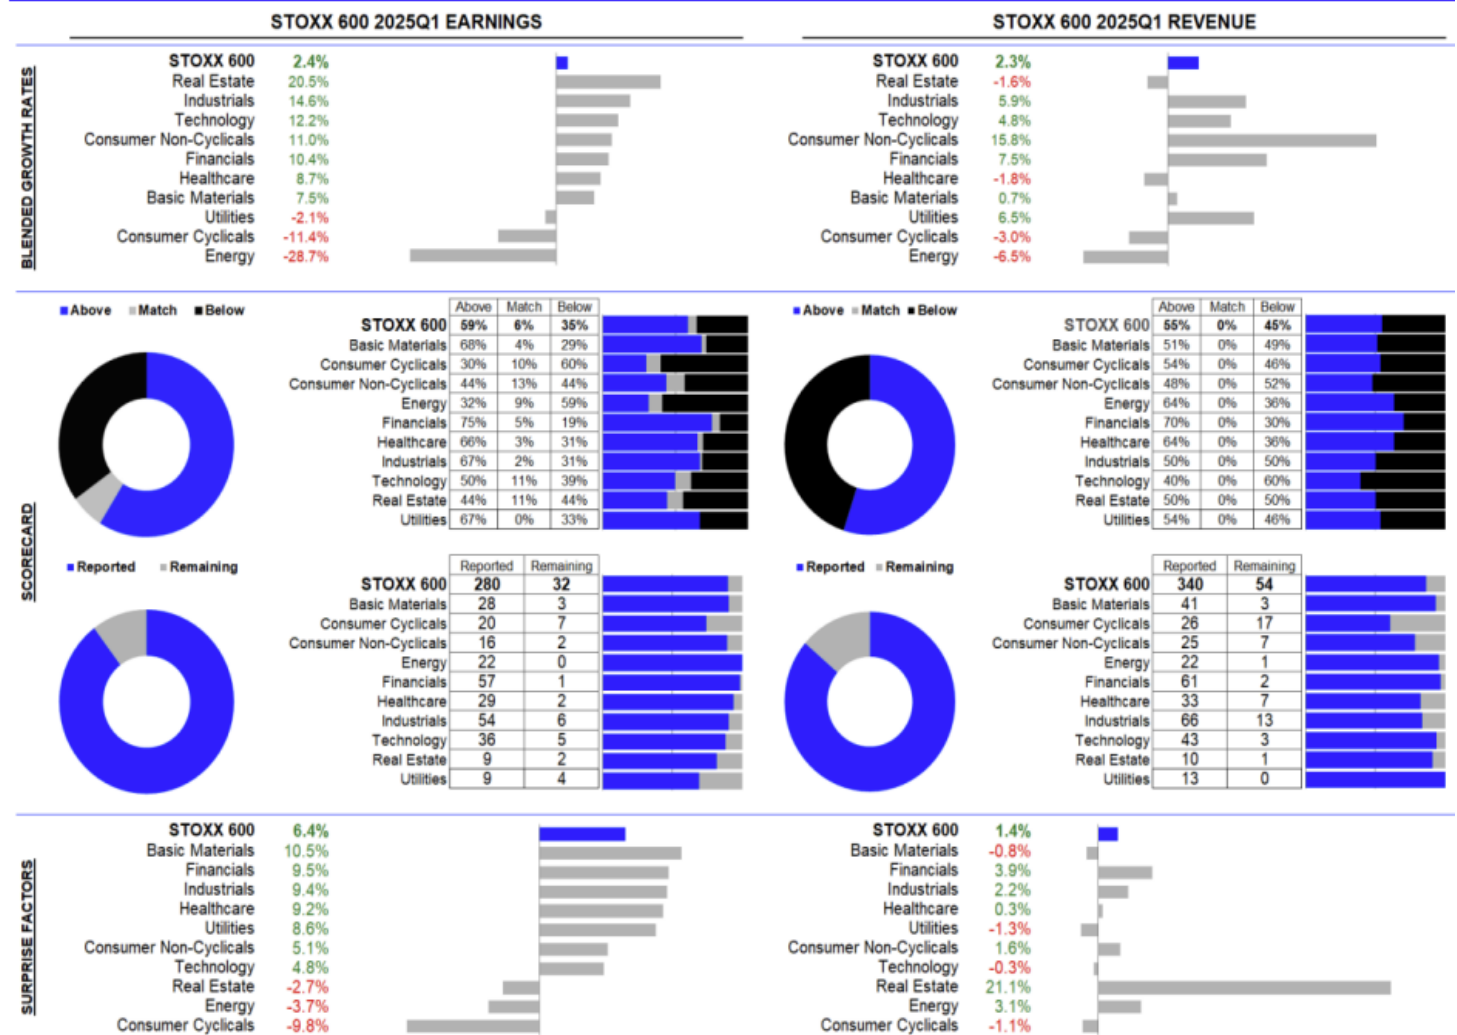 STOXX 600 2025Q1 EARNINGS
BLENDED GROWTH RATES
STOXX 600 2.4%
Real Estate 20.5%
Industrials 14.6%
Technology 12.2%
Consumer Non-Cyclicals 11.0%
Financials 10.4%
Healthcare 8.7%
Basic Materials 7.5%
Utilities -2.1%
Consumer Cyclicals -11.4%
Energy -28.7%
STOXX 600 2025Q1 REVENUE
STOXX 600 2.3%
Real Estate -1.6%
Industrials 5.9%
Technology 4.8%
Consumer Non-Cyclicals 15.8%
Financials 7.5%
Healthcare -1.8%
Basic Materials 0.7%
Utilities 6.5%
Consumer Cyclicals -3.0%
Energy -6.5%
SCORECARD
Above Match Below
Above Match Below
STOXX 600 59% 6% 35%
Basic Materials 68% 4% 29%
Consumer Cyclicals 30% 10% 60%
Consumer Non-Cyclicals 44% 13% 44%
Energy 32% 9% 59%
Financials 75% 5% 19%
Healthcare 66% 3% 31%
Industrials 67% 2% 31%
Technology 50% 11% 39%
Real Estate 44% 11% 44%
Utilities 67% 0% 33%
Above Match Below
Above Match Below
STOXX 600 55% 0% 45%
Basic Materials 51% 0% 49%
Consumer Cyclicals 54% 0% 46%
Consumer Non-Cyclicals 48% 0% 52%
Energy 64% 0% 36%
Financials 70% 0% 30%
Healthcare 64% 0% 36%
Industrials 50% 0% 50%
Technology 40% 0% 60%
Real Estate 50% 0% 50%
Utilities 54% 0% 46%
Reported Remaining
Reported Remaining
STOXX 600 280 32
Basic Materials 28 3
Consumer Cyclicals 20 7
Consumer Non-Cyclicals 16 2
Energy 22 0
Financials 57 1
Healthcare 29 2
Industrials 54 6
Technology 36 5
Real Estate 9 2
Utilities 9 4
Reported Remaining
Reported Remaining
STOXX 600 340 54
Basic Materials 41 3
Consumer Cyclicals 26 17
Consumer Non-Cyclicals 25 7
Energy 22 1
Financials 61 2
Healthcare 33 7
Industrials 66 13
Technology 43 3
Real Estate 10 1
Utilities 13 0
SURPRISE FACTORS
STOXX 600 6.4%
Basic Materials 10.5%
Financials 9.5%
Industrials 9.4%
Healthcare 9.2%
Utilities 8.6%
Consumer Non-Cyclicals 5.1%
Technology 4.8%
Real Estate -2.7%
Energy -3.7%
Consumer Cyclicals -9.8%
STOXX 600 1.4%
Basic Materials -0.8%
Financials 3.9%
Industrials 2.2%
Healthcare 0.3%
Utilities -1.3%
Consumer Non-Cyclicals 1.6%
Technology -0.3%
Real Estate 21.1%
Energy 3.1%
Consumer Cyclicals -1.1%